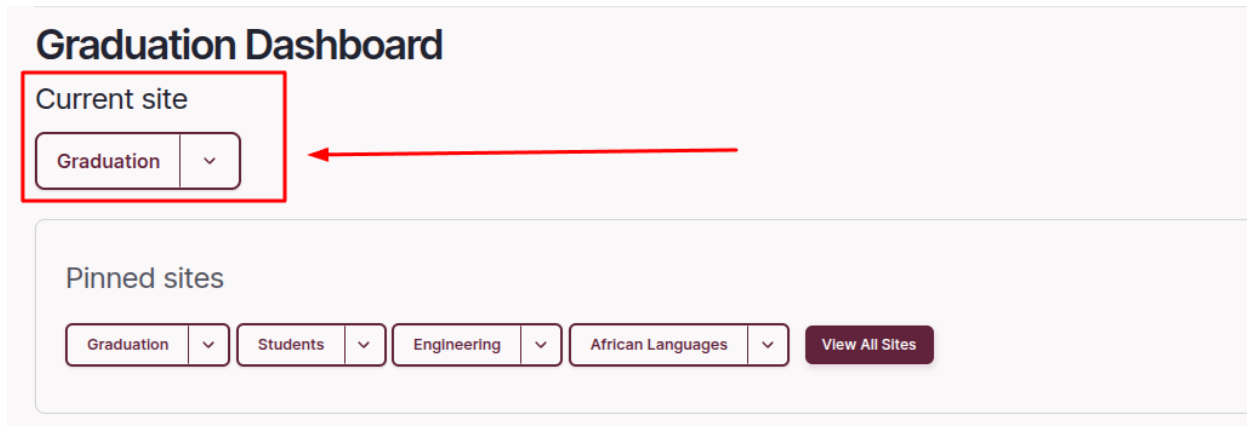 Graduation Dashboard
Current site
Graduation
Pinned sites
Graduation Students Engineering African Languages View All Sites